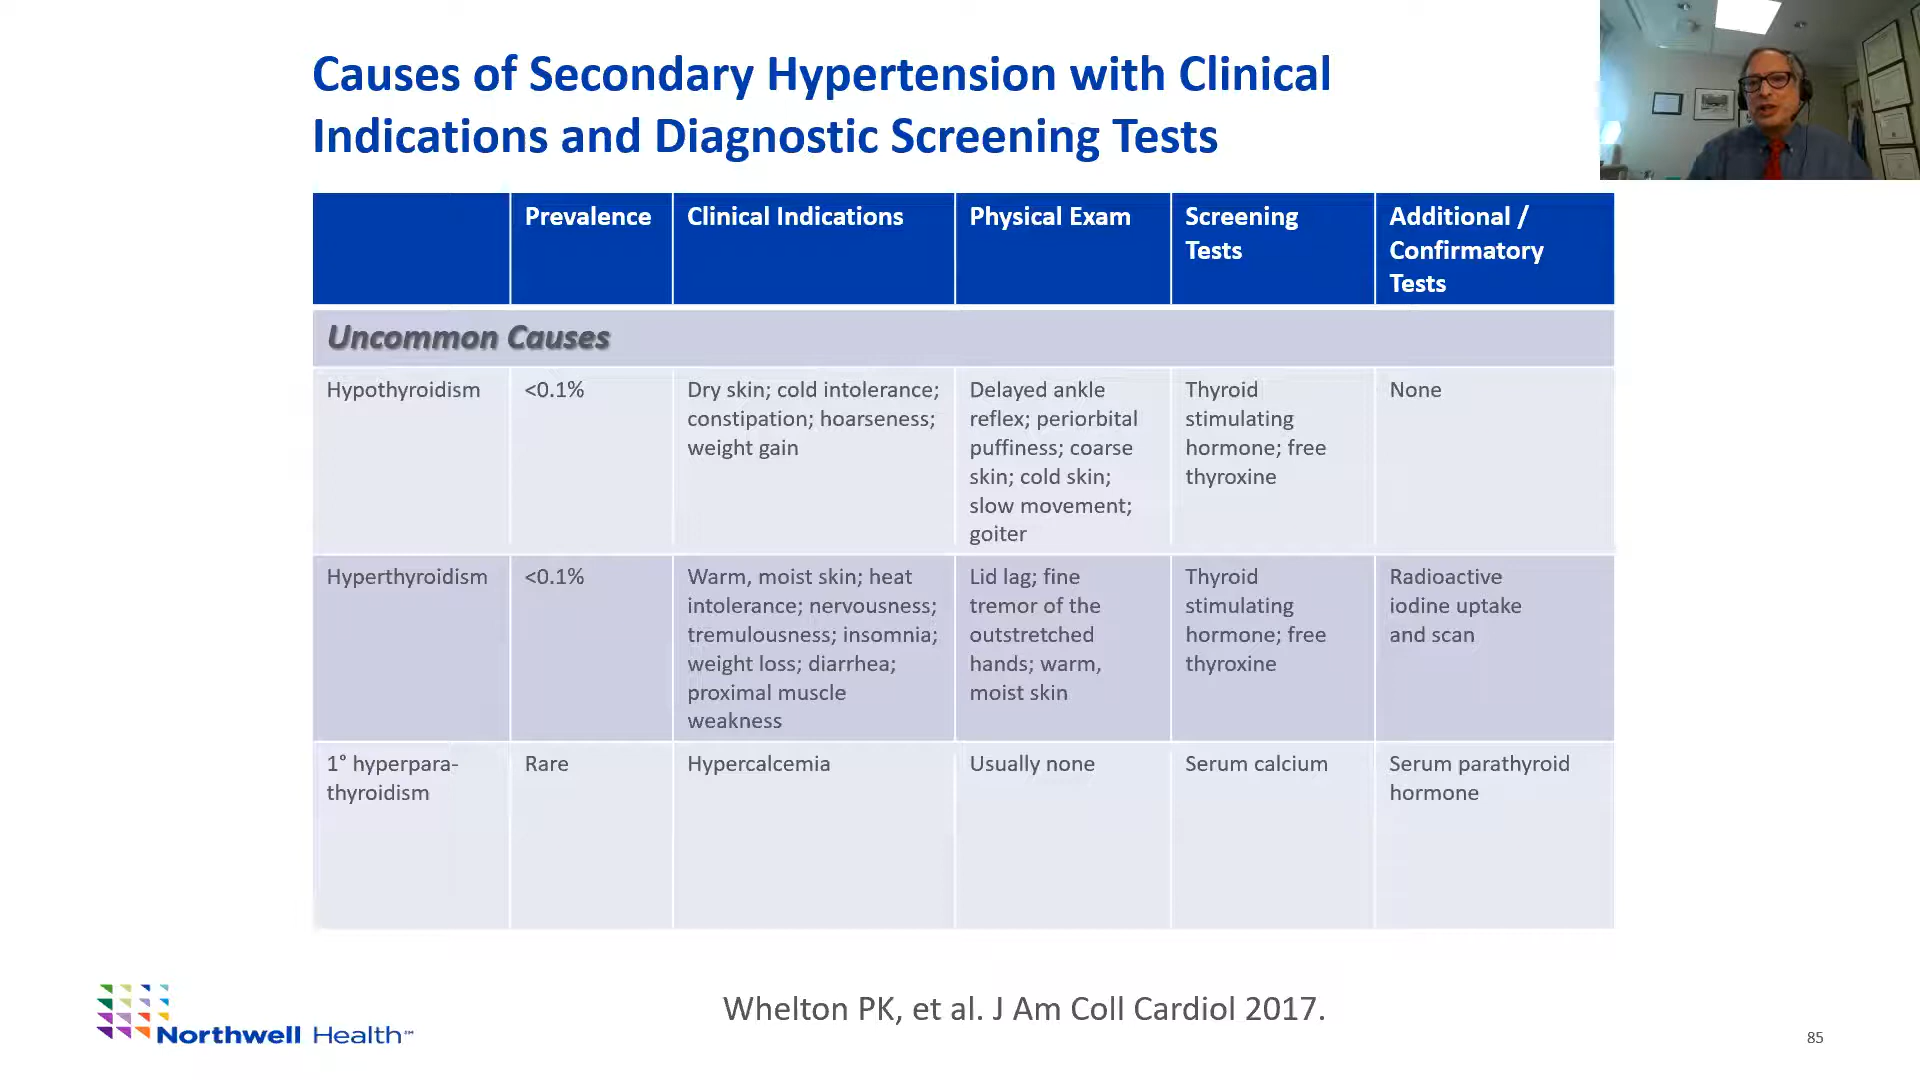 Causes of Secondary Hypertension with Clinical
Indications and Diagnostic Screening Tests
Prevalence
Clinical Indications
Physical Exam
Screening
Tests
Additional /
Confirmatory
Tests
Uncommon Causes
Hypothyroidism
<0.1%
Dry skin; cold intolerance;
constipation; hoarseness;
weight gain
Delayed ankle
reflex; periorbital
puffiness; coarse
skin; cold skin;
slow movement;
goiter
Thyroid
stimulating
hormone; free
thyroxine
None
Hyperthyroidism
<0.1%
Warm, moist skin; heat
intolerance; nervousness;
tremulousness; insomnia;
weight loss; diarrhea;
proximal muscle
weakness
Lid lag; fine
tremor of the
outstretched
hands; warm,
moist skin
Thyroid
stimulating
hormone; free
thyroxine
Radioactive
iodine uptake
and scan
1° hyperpara-
thyroidism
Rare
Hypercalcemia
Usually none
Serum calcium
Serum parathyroid
hormone
Whelton PK, et al. J Am Coll Cardiol 2017.
Northwell Health℠
85